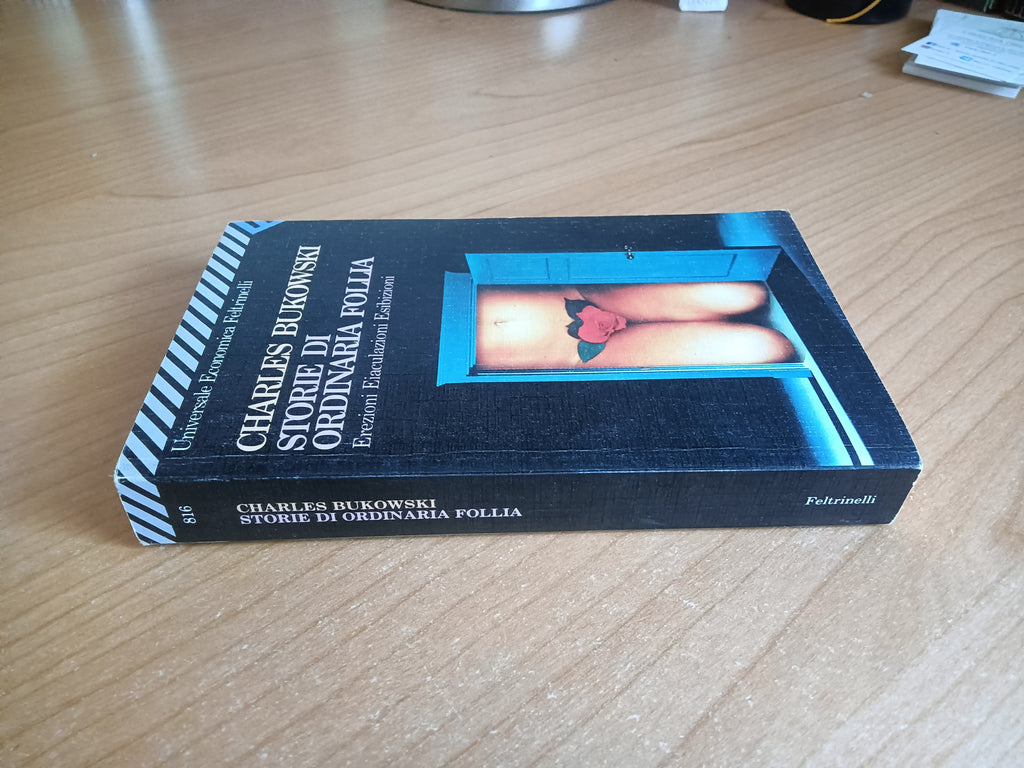 Universale Economica Feltrinelli
CHARLES BUKOWSKI
STORIE DI
ORDINARIA FOLLIA
Erezioni Eiaculazioni Esibizioni
816
CHARLES BUKOWSKI
STORIE DI ORDINARIA FOLLIA
Feltrinelli